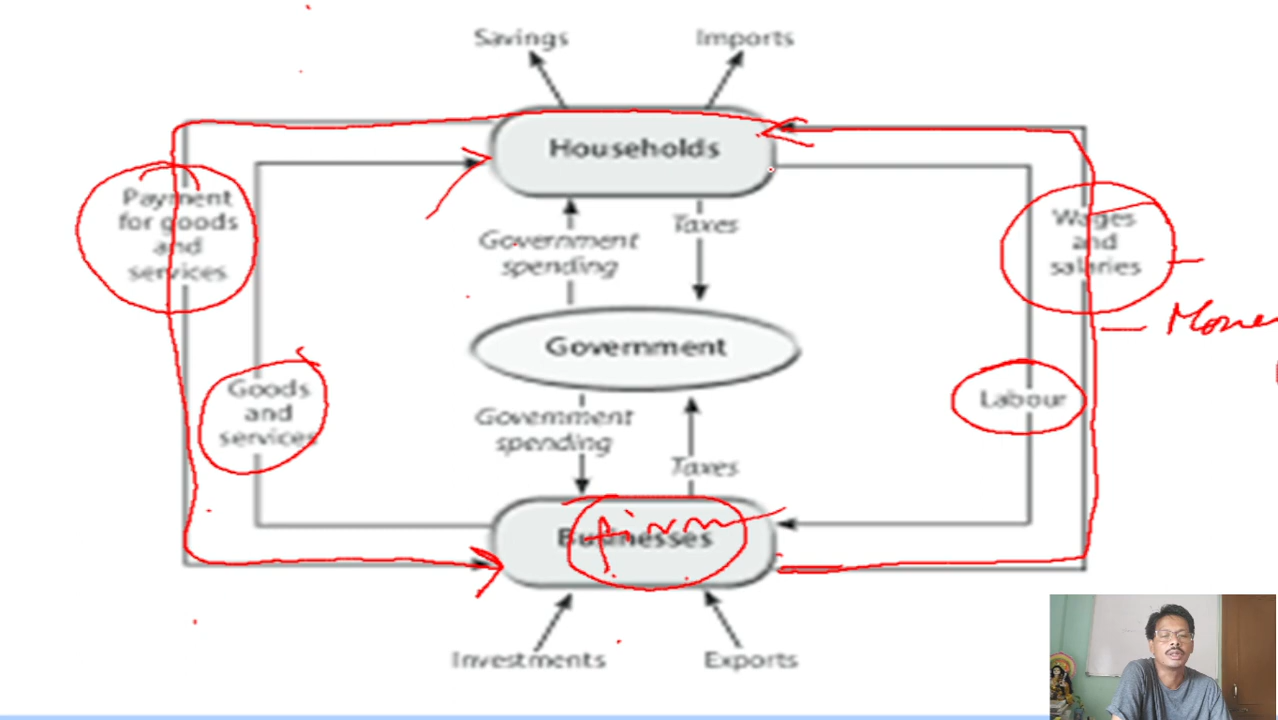 Savings
Imports
Households
Payment
for goods
and
services
Wages
and
salaries
Government
spending
Taxes
Government
Goods
and
services
Labour
Government
spending
Taxes
Businesses
Investments
Exports